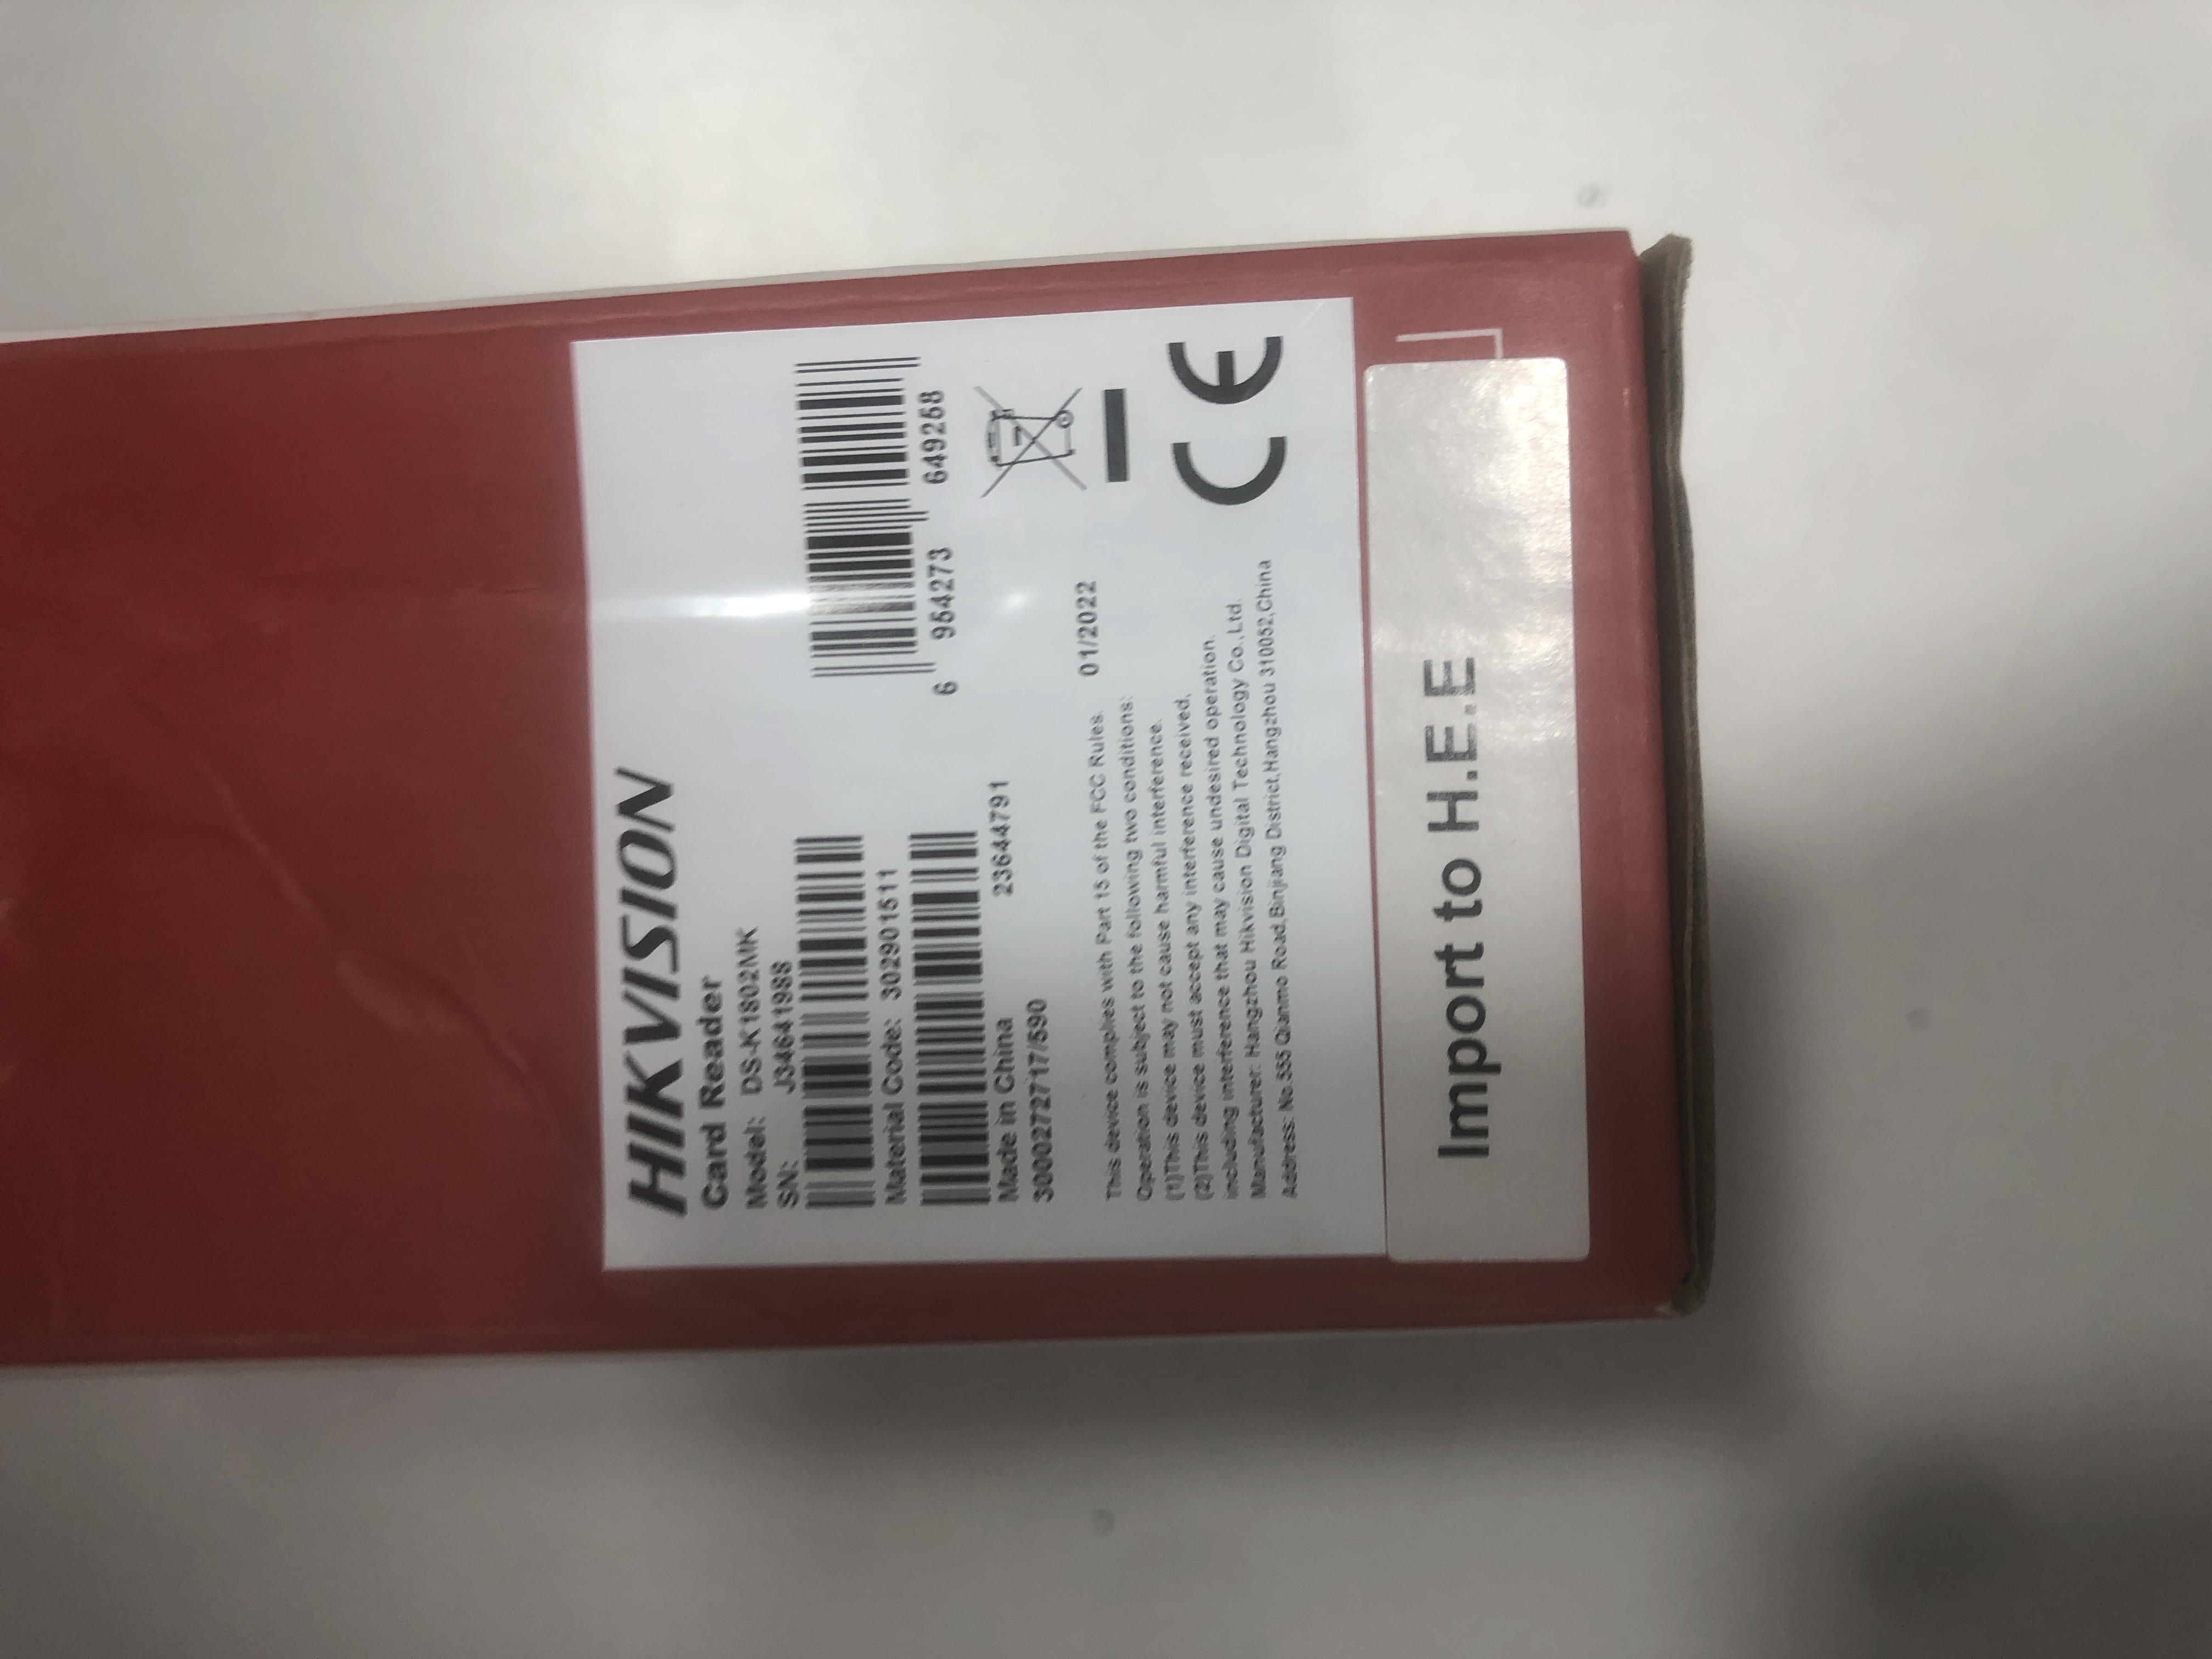 HIKVISION
Card Reader
Model: DS-K1802MK
SN: J34641988
Material Code: 302901511
Made in China 23644791
300027217/590
6 954273 649258
01/2022
This device complies with Part 15 of the FCC Rules.
Operation is subject to the following two conditions:
(1)This device may not cause harmful interference.
(2)This device must accept any interference received,
including interference that may cause undesired operation.
Manufacturer: Hangzhou Hikvision Digital Technology Co.,Ltd.
Address: No.555 Qianmo Road,Binjiang District,Hangzhou 310052,China
CE
Import to H.E.E